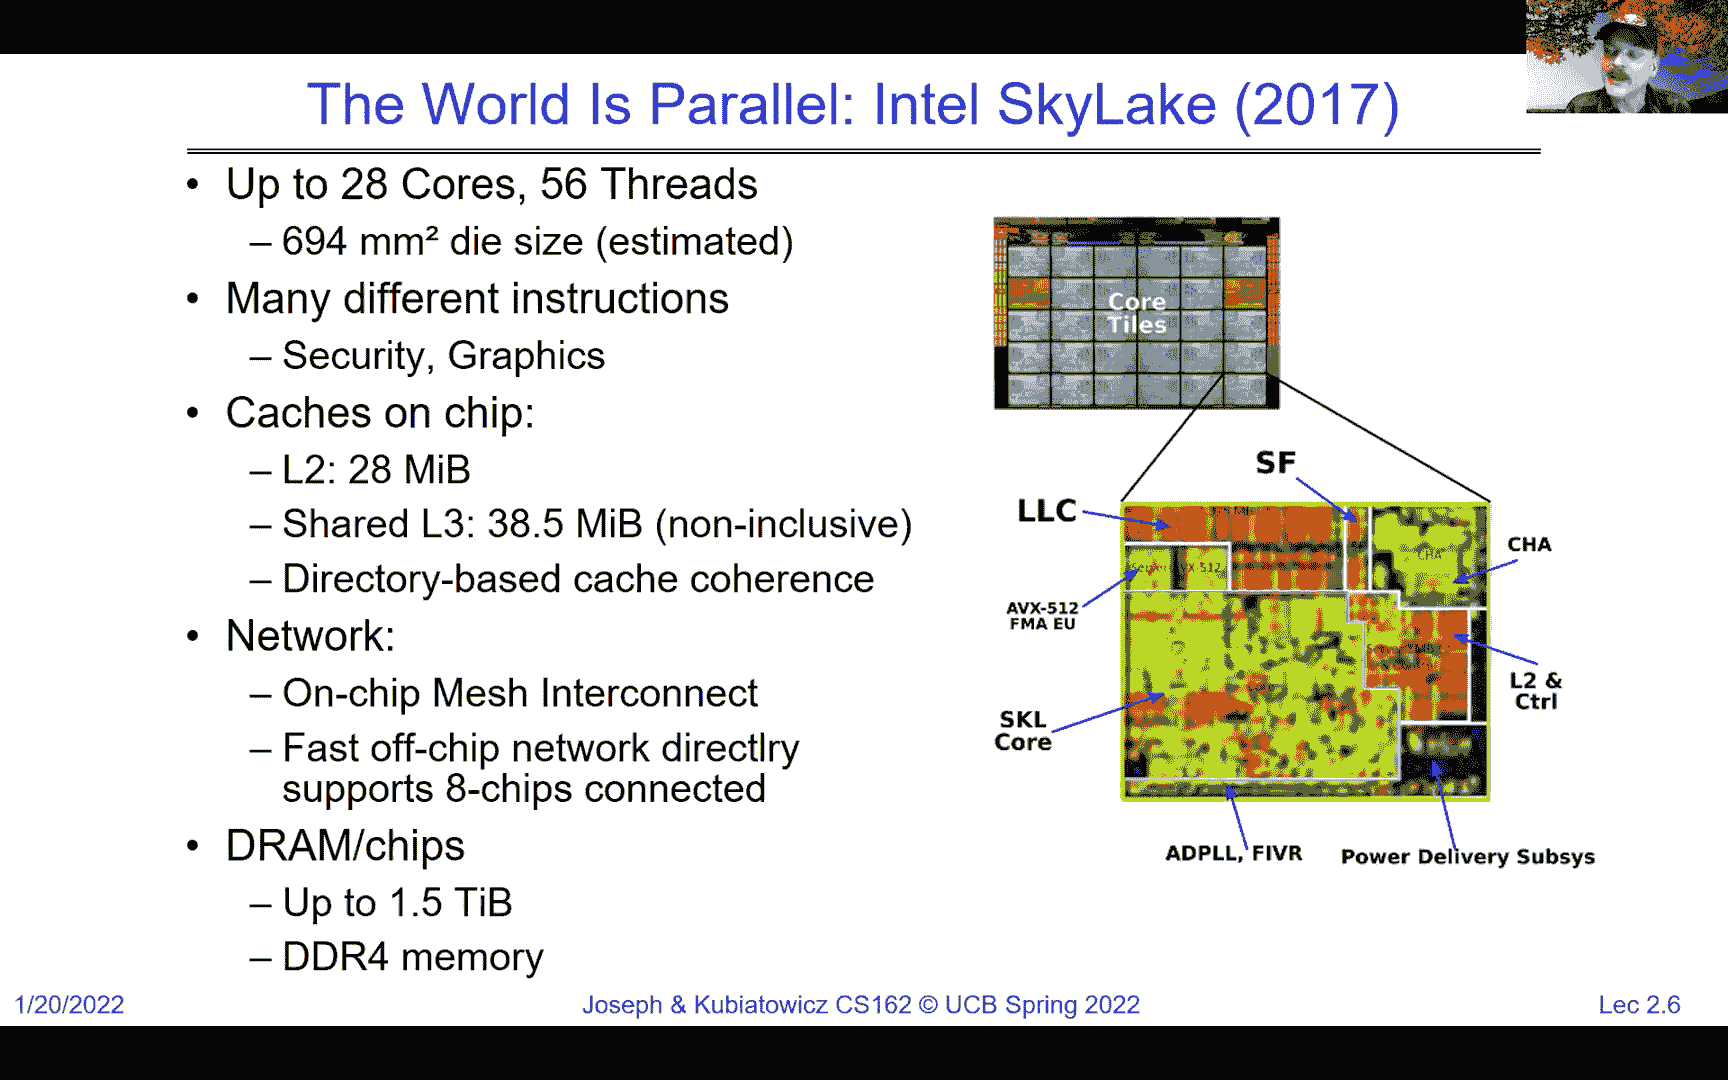 The World Is Parallel: Intel SkyLake (2017)
• Up to 28 Cores, 56 Threads
– 694 mm² die size (estimated)
• Many different instructions
– Security, Graphics
• Caches on chip:
– L2: 28 MiB
– Shared L3: 38.5 MiB (non-inclusive)
– Directory-based cache coherence
• Network:
– On-chip Mesh Interconnect
– Fast off-chip network directlry
supports 8-chips connected
• DRAM/chips
– Up to 1.5 TiB
– DDR4 memory
Core
Tiles
SF
LLC
CHA
CHA
AVX-512
FMA EU
L2 &
Ctrl
SKL
Core
ADPLL, FIVR
Power Delivery Subsys
1/20/2022
Joseph & Kubiatowicz CS162 © UCB Spring 2022
Lec 2.6